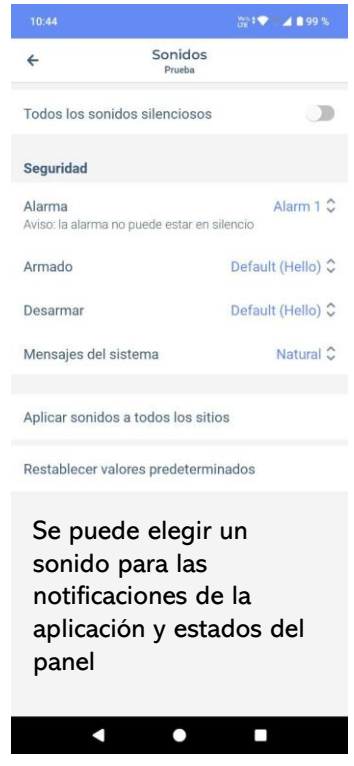 10:44
Vo)) LTE 99 %
Sonidos
Prueba
Todos los sonidos silenciosos
Seguridad
Alarma Alarm 1
Aviso: la alarma no puede estar en silencio
Armado Default (Hello)
Desarmar Default (Hello)
Mensajes del sistema Natural
Aplicar sonidos a todos los sitios
Restablecer valores predeterminados
Se puede elegir un
sonido para las
notificaciones de la
aplicación y estados del
panel